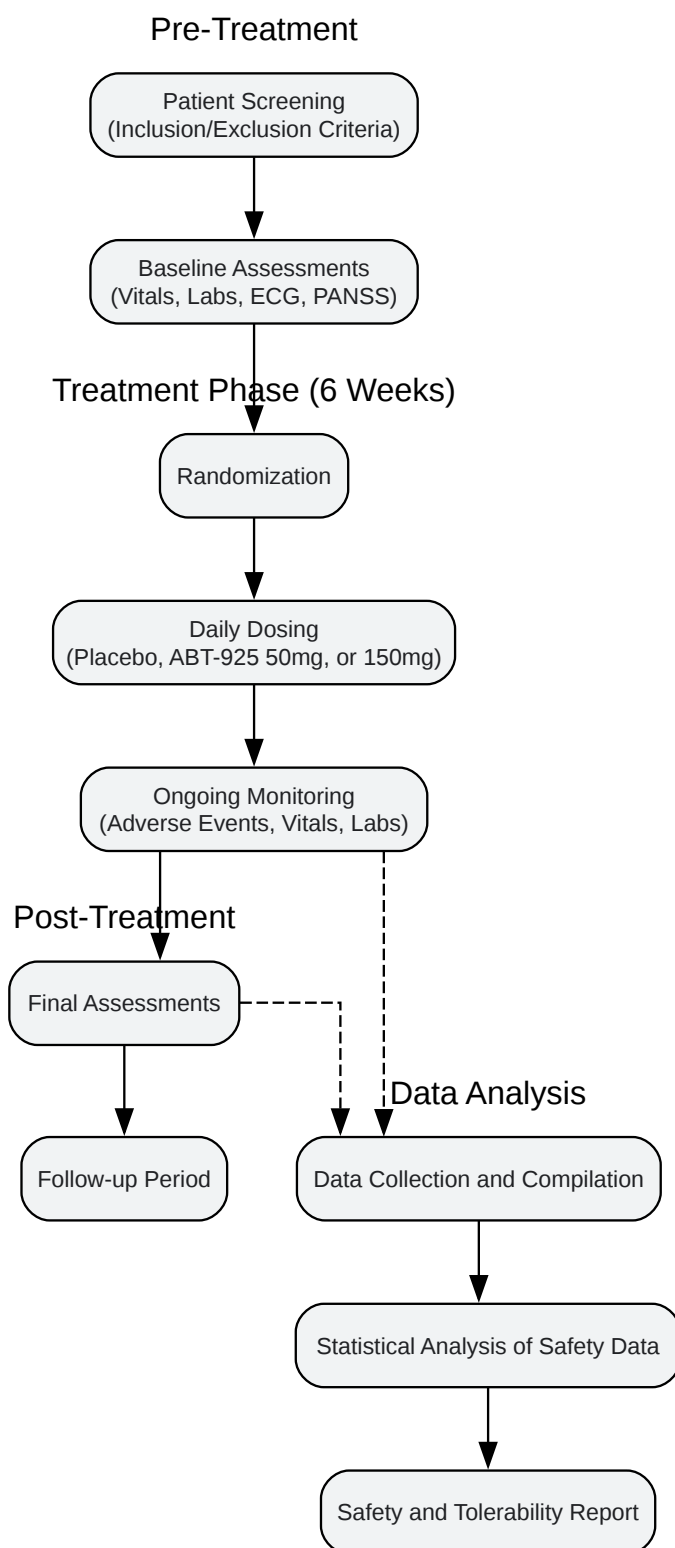 Pre-Treatment
Patient Screening
(Inclusion/Exclusion Criteria)
Baseline Assessments
(Vitals, Labs, ECG, PANSS)
Treatment Phase (6 Weeks)
Randomization
Daily Dosing
(Placebo, ABT-925 50mg, or 150mg)
Ongoing Monitoring
(Adverse Events, Vitals, Labs)
Post-Treatment
Final Assessments
Data Analysis
Follow-up Period
Data Collection and Compilation
Statistical Analysis of Safety Data
Safety and Tolerability Report